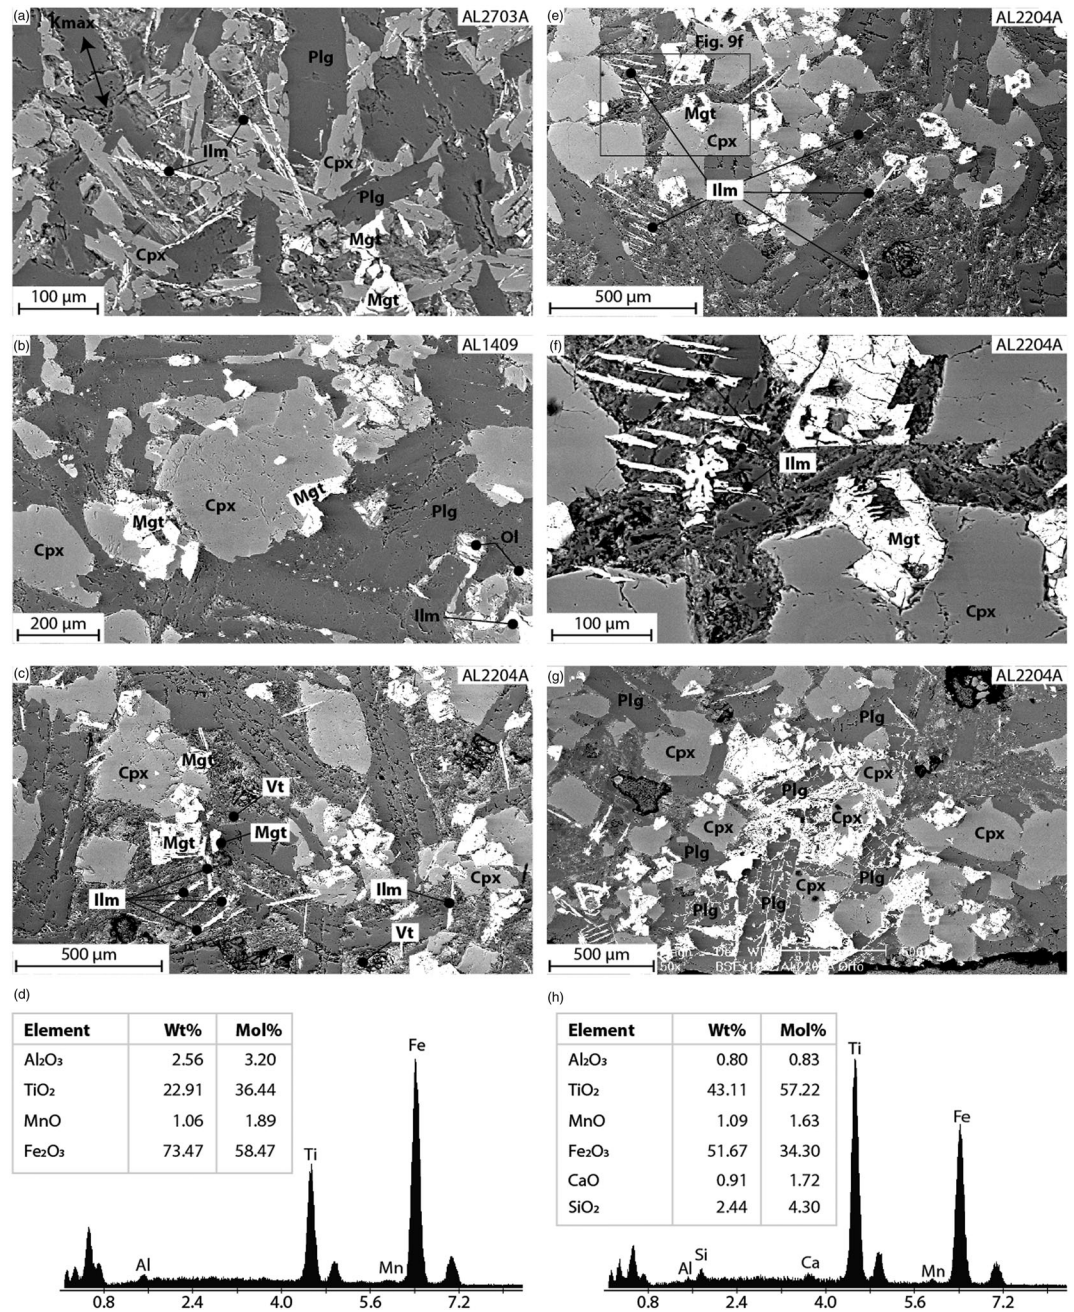 (a)
AL2703A
Kmax
Plg
Ilm
Cpx
Plg
Cpx
Mgt
Mgt
100 µm
(b)
AL1409
Cpx
Mgt
Mgt
Plg
Cpx
Ol
Ilm
200 µm
(c)
AL2204A
Mgt
Cpx
Vt
Mgt
Mgt
Ilm
Ilm
Cpx
Vt
500 µm
(d)
Element Wt% Mol%
Al₂O₃ 2.56 3.20
TiO₂ 22.91 36.44
MnO 1.06 1.89
Fe₂O₃ 73.47 58.47
Fe
Ti
Al
Mn
0.8 2.4 4.0 5.6 7.2
(e)
AL2204A
Fig. 9f
Mgt
Cpx
Ilm
500 µm
(f)
AL2204A
Ilm
Mgt
Cpx
100 µm
(g)
AL2204A
Plg
Plg
Cpx
Cpx
Plg
Cpx
Cpx
Cpx
Plg
Cpx
Plg
Plg
Plg
500 µm
(h)
Element Wt% Mol%
Al₂O₃ 0.80 0.83
TiO₂ 43.11 57.22
MnO 1.09 1.63
Fe₂O₃ 51.67 34.30
CaO 0.91 1.72
SiO₂ 2.44 4.30
Ti
Fe
Al
Si
Ca
Mn
0.8 2.4 4.0 5.6 7.2